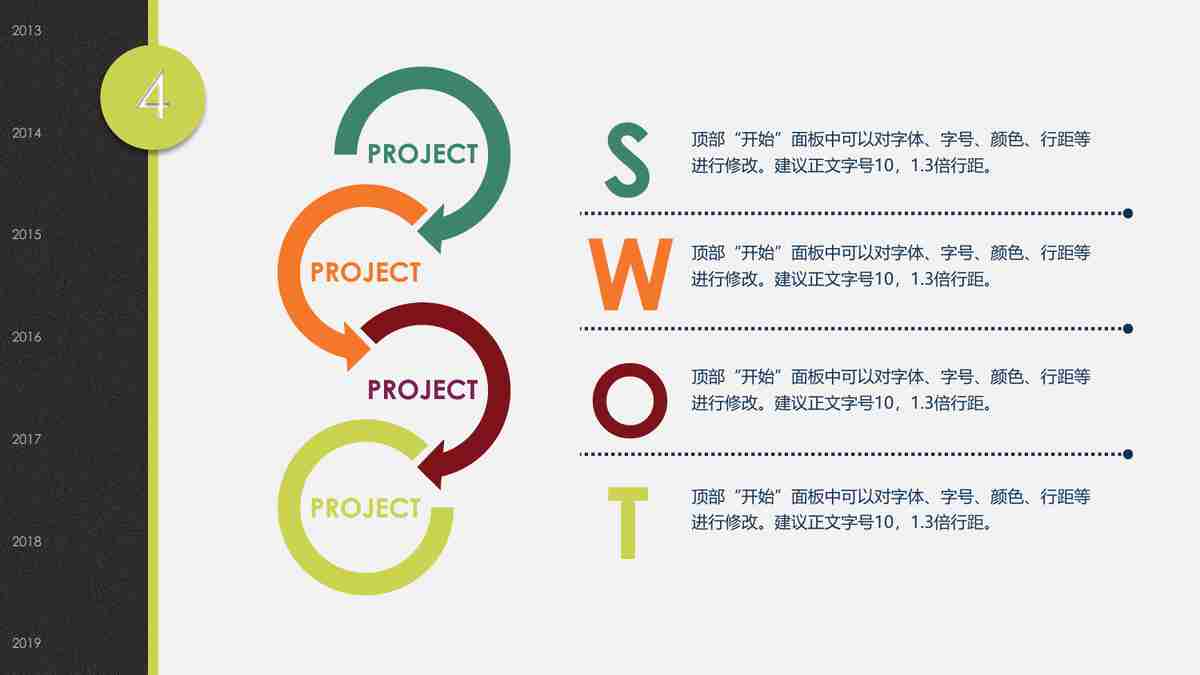 2013
2014
2015
2016
2017
2018
2019
4
PROJECT
PROJECT
PROJECT
PROJECT
S
顶部“开始”面板中可以对字体、字号、颜色、行距等
进行修改。建议正文字号10，1.3倍行距。
W
顶部“开始”面板中可以对字体、字号、颜色、行距等
进行修改。建议正文字号10，1.3倍行距。
O
顶部“开始”面板中可以对字体、字号、颜色、行距等
进行修改。建议正文字号10，1.3倍行距。
T
顶部“开始”面板中可以对字体、字号、颜色、行距等
进行修改。建议正文字号10，1.3倍行距。